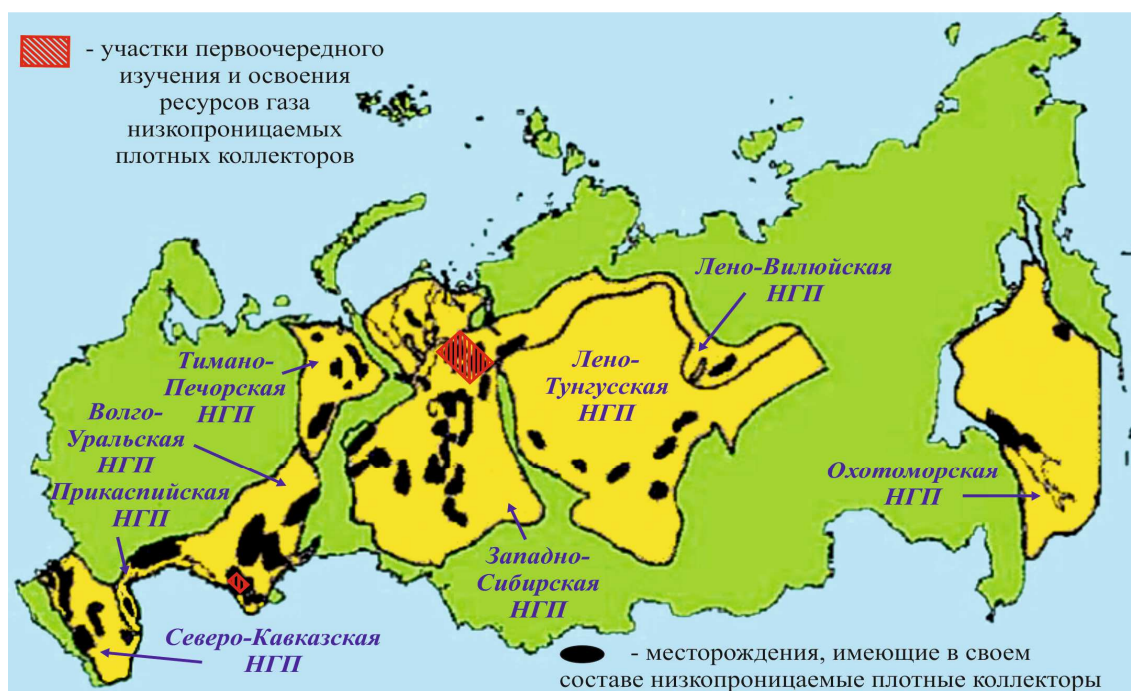 - участки первоочередного
изучения и освоения
ресурсов газа
низкопроницаемых
плотных коллекторов
Лено-Вилюйская
НГП
Тимано-
Печорская
НГП
Лено-
Тунгусская
НГП
Волго-
Уральская
НГП
Прикаспийская
НГП
Охотоморская
НГП
Западно-
Сибирская
НГП
Северо-Кавказская
НГП
- месторождения, имеющие в своем
составе низкопроницаемые плотные коллекторы